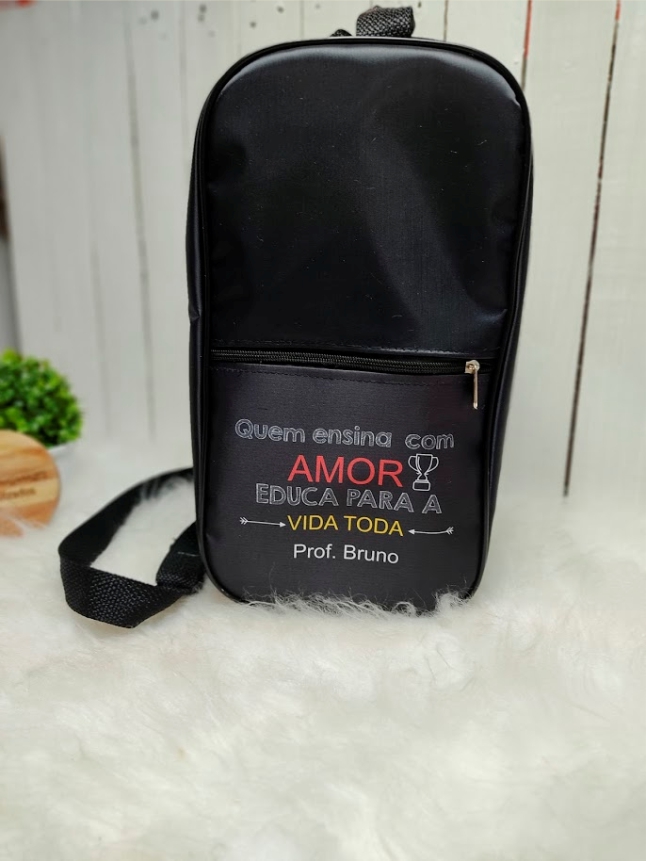 Quem ensina com
AMOR
EDUCA PARA A
VIDA TODA
Prof. Bruno